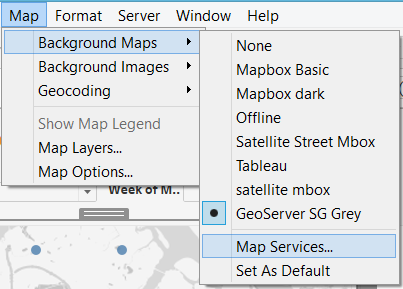 Map Format Server Window Help
Background Maps
Background Images
Geocoding
Show Map Legend
Map Layers...
Map Options...
Week of M..
None
Mapbox Basic
Mapbox dark
Offline
Satellite Street Mbox
Tableau
satellite mbox
GeoServer SG Grey
Map Services...
Set As Default